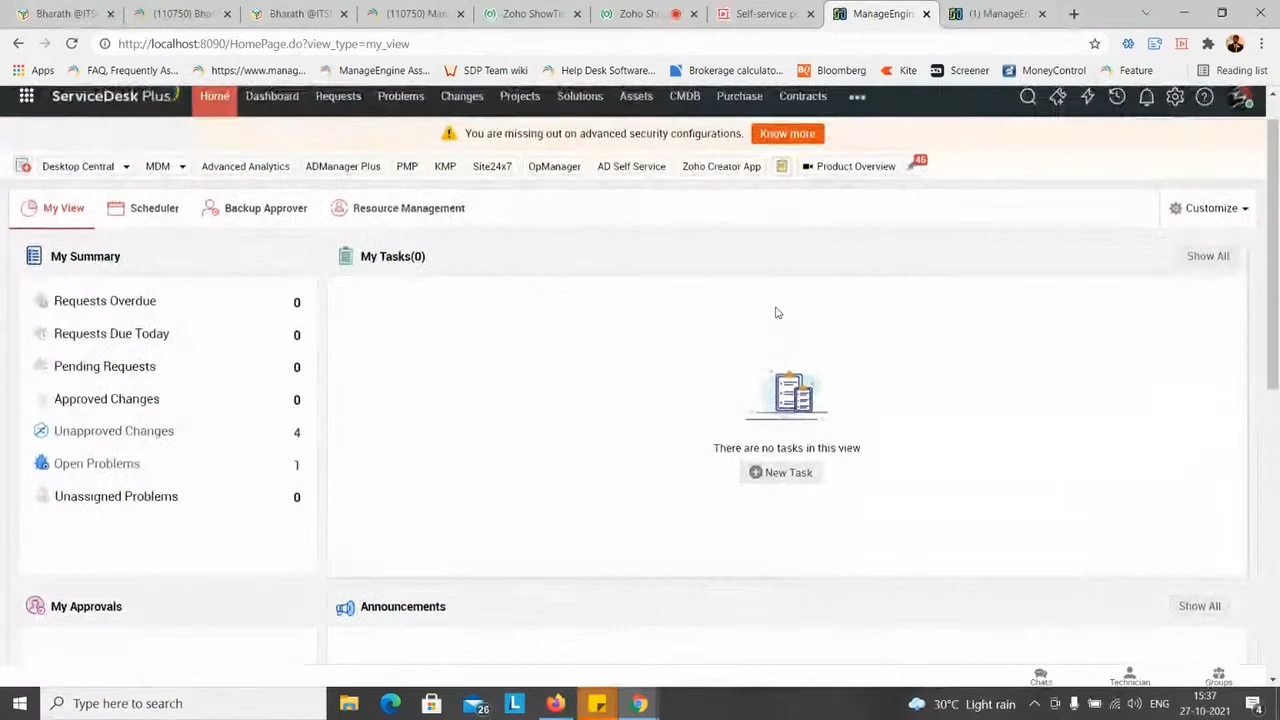 Bharath @ITS!
(110750) Bha
Bharath @ITS!
(110750) Mar
Zoho ShowTim
Zoho Sho
Self-service po
ManageEngin
(1) ManageEn
http://localhost:8090/HomePage.do?view_type=my_view
Apps
FAQ, Frequently As...
https://www.manag...
ManageEngine Ass...
SDP Team wiki
Help Desk Software...
Brokerage calculato...
Bloomberg
Kite
Screener
MoneyControl
Feature
Reading list
ServiceDesk Plus
Home
Dashboard
Requests
Problems
Changes
Projects
Solutions
Assets
CMDB
Purchase
Contracts
You are missing out on advanced security configurations.
Know more
Desktop Central
MDM
Advanced Analytics
ADManager Plus
PMP
KMP
Site24x7
OpManager
AD Self Service
Zoho Creator App
Product Overview
46
My View
Scheduler
Backup Approver
Resource Management
Customize
My Summary
Requests Overdue 0
Requests Due Today 0
Pending Requests 0
Approved Changes 0
Unapproved Changes 4
Open Problems 1
Unassigned Problems 0
My Tasks(0)
Show All
There are no tasks in this view
New Task
My Approvals
Announcements
Show All
Chats
Technician
Groups
Type here to search
26
L
30°C Light rain
ENG
15:37
27-10-2021
4